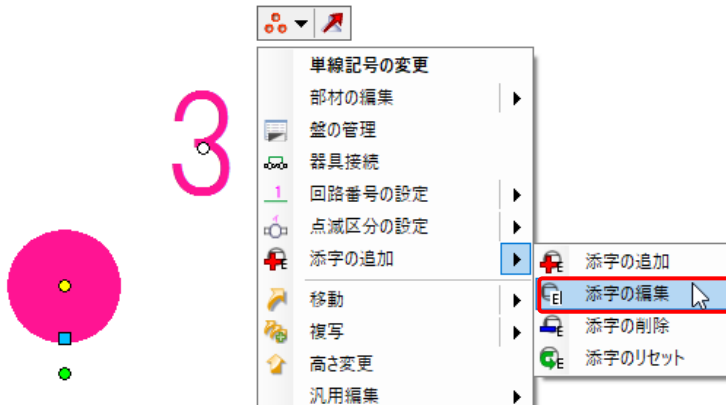 3
単線記号の変更
部材の編集
盤の管理
器具接続
1 回路番号の設定
点滅区分の設定
E 添字の追加
移動
複写
高さ変更
汎用編集
E 添字の追加
EI 添字の編集
E 添字の削除
E 添字のリセット